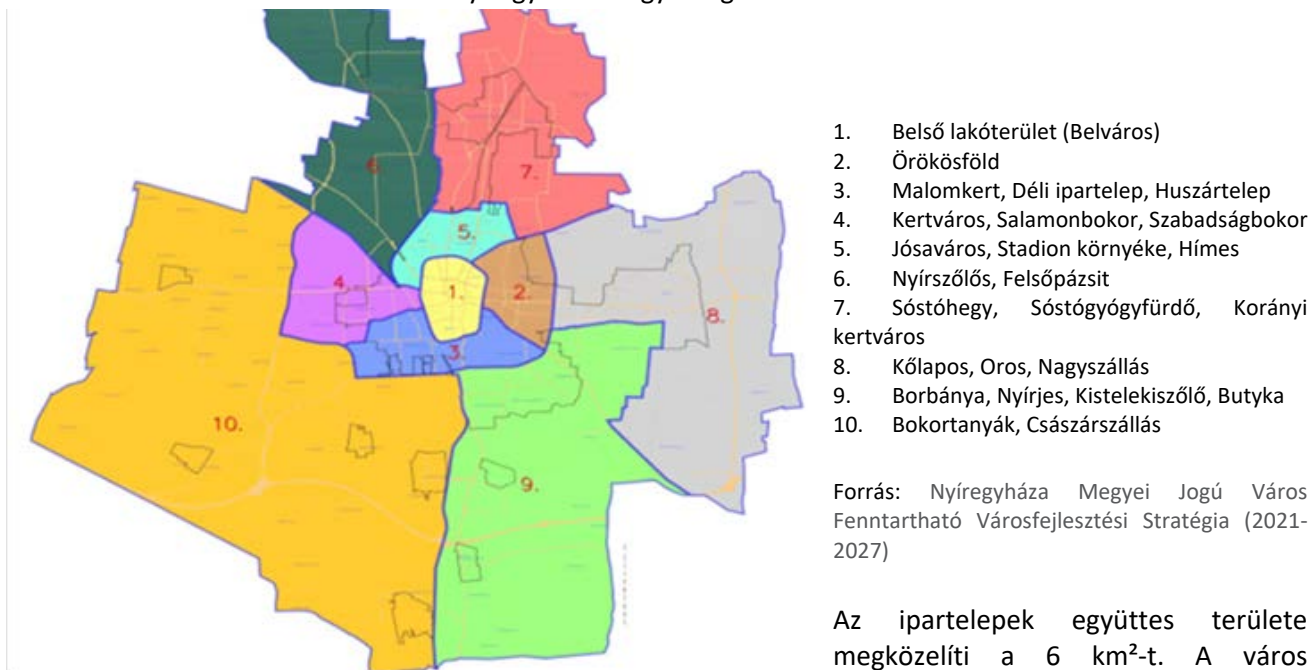 6.
7.
5.
4.
1.
2.
8.
3.
10.
9.
1. Belső lakóterület (Belváros)
2. Örökösföld
3. Malomkert, Déli ipartelep, Huszártelep
4. Kertváros, Salamonbokor, Szabadságbokor
5. Jósaváros, Stadion környéke, Hímes
6. Nyírszőlős, Felsőpázsit
7. Sóstóhegy, Sóstógyógyfürdő, Korányi
kertváros
8. Kőlapos, Oros, Nagyszállás
9. Borbánya, Nyírjes, Kistelekiszőlő, Butyka
10. Bokortanyák, Császárszállás
Forrás: Nyíregyháza Megyei Jogú Város
Fenntartható Városfejlesztési Stratégia (2021-
2027)
Az ipartelepek együttes területe
megközelíti a 6 km²-t. A város